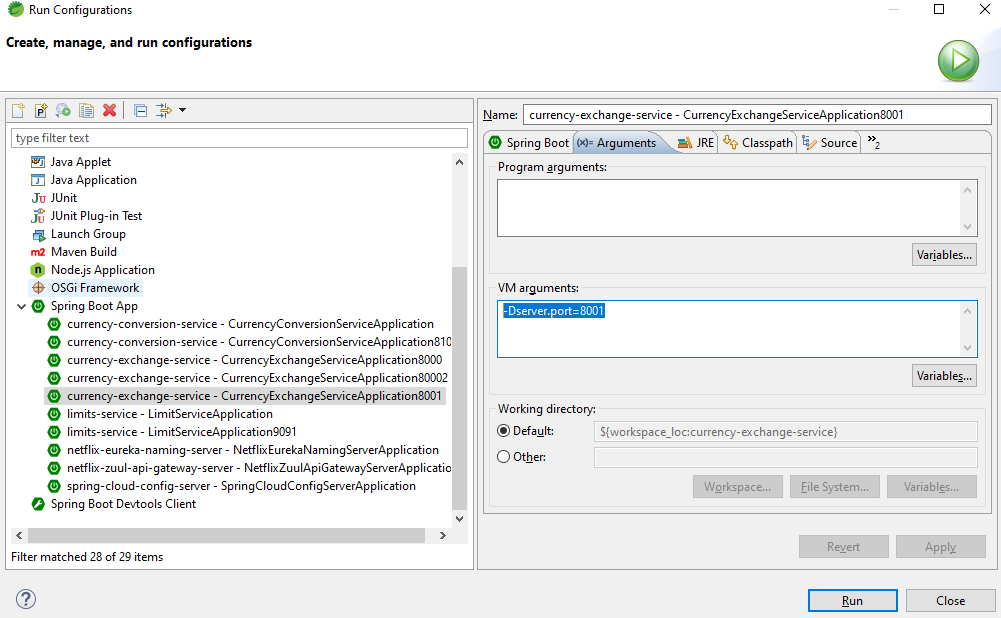 Run Configurations
Create, manage, and run configurations
type filter text
Java Applet
Java Application
JUnit
JUnit Plug-in Test
Launch Group
m2 Maven Build
Node.js Application
OSGi Framework
Spring Boot App
currency-conversion-service - CurrencyConversionServiceApplication
currency-conversion-service - CurrencyConversionServiceApplication810
currency-exchange-service - CurrencyExchangeServiceApplication8000
currency-exchange-service - CurrencyExchangeServiceApplication80002
currency-exchange-service - CurrencyExchangeServiceApplication8001
limits-service - LimitServiceApplication
limits-service - LimitServiceApplication9091
netflix-eureka-naming-server - NetflixEurekaNamingServerApplication
netflix-zuul-api-gateway-server - NetflixZuulApiGatewayServerApplicatio
spring-cloud-config-server - SpringCloudConfigServerApplication
Spring Boot Devtools Client
Filter matched 28 of 29 items
Name: currency-exchange-service - CurrencyExchangeServiceApplication8001
Spring Boot (x)= Arguments JRE Classpath Source »2
Program arguments:
Variables...
VM arguments:
-Dserver.port=8001
Variables...
Working directory:
Default: ${workspace_loc:currency-exchange-service}
Other:
Workspace... File System... Variables...
Revert Apply
? Run Close